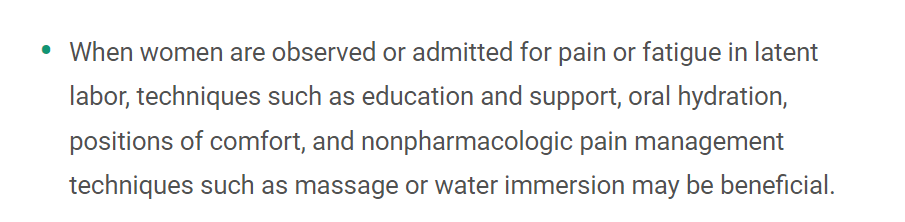 When women are observed or admitted for pain or fatigue in latent
labor, techniques such as education and support, oral hydration,
positions of comfort, and nonpharmacologic pain management
techniques such as massage or water immersion may be beneficial.